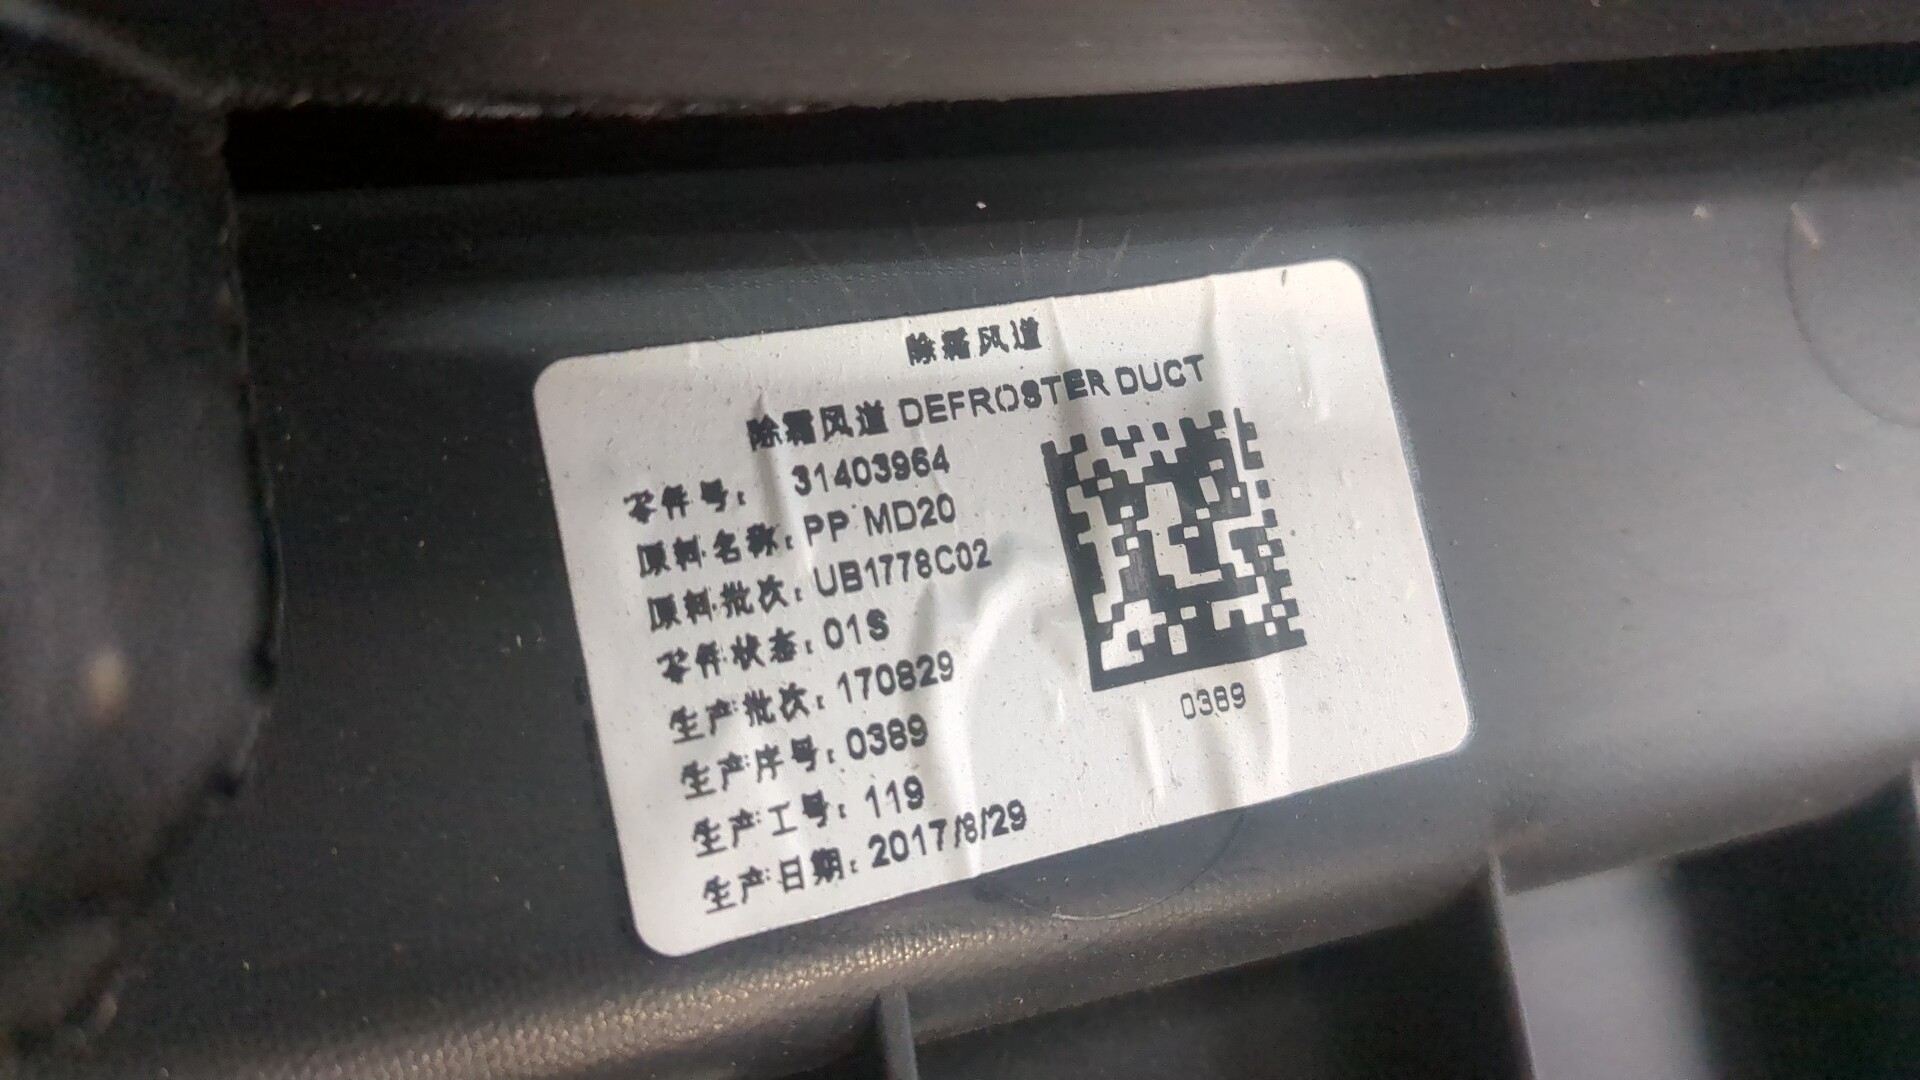 除霜风道
除霜风道 DEFROSTER DUCT
零件号: 31403964
原料名称: PP MD20
原料批次: UB1778C02
零件状态: 01S
生产批次: 170829
生产序号: 0389
生产工号: 119
生产日期: 2017/8/29
0389